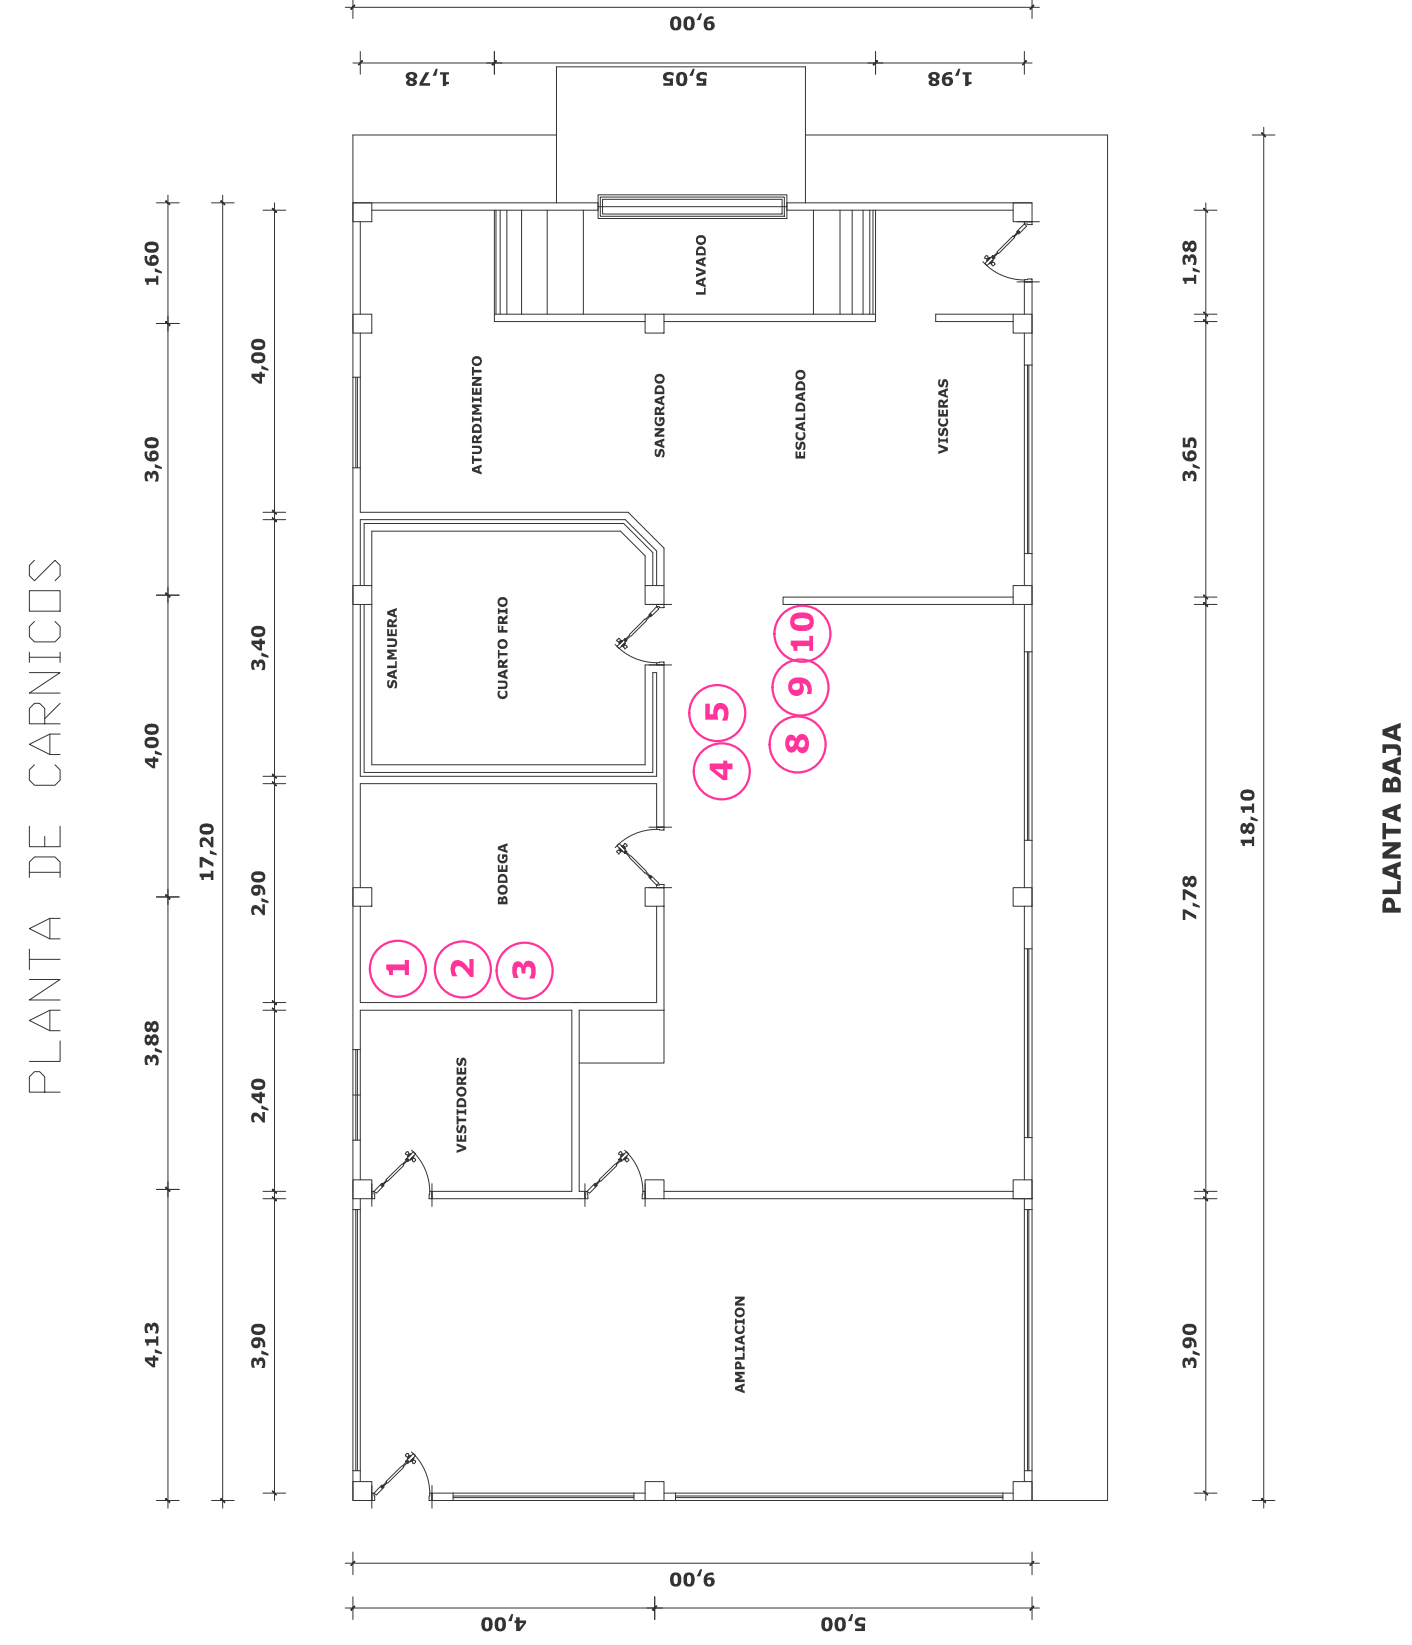 9,00
1,78
5,05
1,98
PLANTA DE CARNICOS
1,60
3,60
4,00
3,88
4,13
17,20
4,00
3,40
2,90
2,40
3,90
LAVADO
ATURDIMIENTO
SANGRADO
ESCALDADO
VISCERAS
SALMUERA
CUARTO FRIO
BODEGA
VESTIDORES
AMPLIACION
10
9
8
5
4
1
2
3
1,38
3,65
7,78
3,90
18,10
PLANTA BAJA
9,00
4,00
5,00